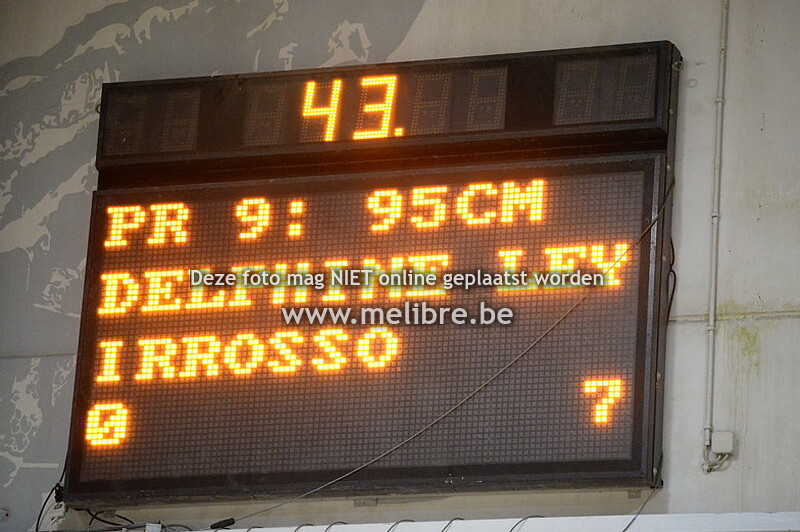 43.
PR 9: 95CM
DELPHINE LEY
Deze foto mag NIET online geplaatst worden
www.melibre.be
IRROSSO
0 7